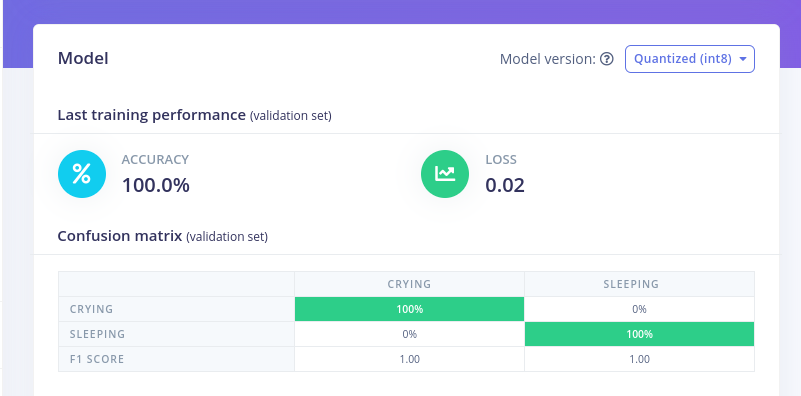 Model
Model version: Quantized (int8)
Last training performance (validation set)
ACCURACY
100.0%
LOSS
0.02
Confusion matrix (validation set)
CRYING SLEEPING
CRYING 100% 0%
SLEEPING 0% 100%
F1 SCORE 1.00 1.00